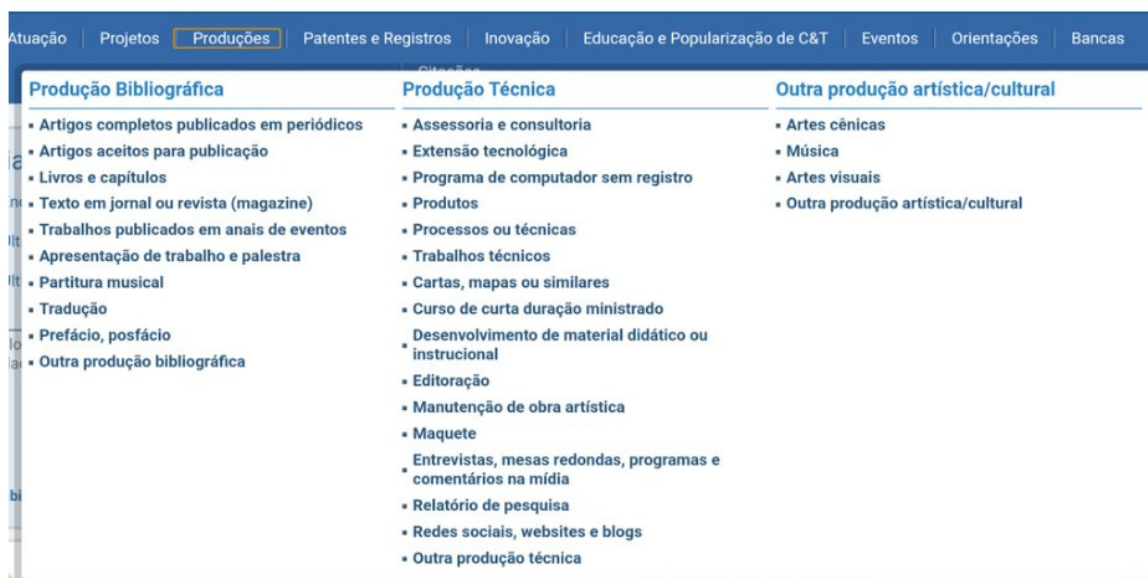 Atuação Projetos Produções Patentes e Registros Inovação Educação e Popularização de C&T Eventos Orientações Bancas
Produção Bibliográfica
▪ Artigos completos publicados em periódicos
▪ Artigos aceitos para publicação
▪ Livros e capítulos
▪ Texto em jornal ou revista (magazine)
▪ Trabalhos publicados em anais de eventos
▪ Apresentação de trabalho e palestra
▪ Partitura musical
▪ Tradução
▪ Prefácio, posfácio
▪ Outra produção bibliográfica
Produção Técnica
▪ Assessoria e consultoria
▪ Extensão tecnológica
▪ Programa de computador sem registro
▪ Produtos
▪ Processos ou técnicas
▪ Trabalhos técnicos
▪ Cartas, mapas ou similares
▪ Curso de curta duração ministrado
▪ Desenvolvimento de material didático ou
instrucional
▪ Editoração
▪ Manutenção de obra artística
▪ Maquete
▪ Entrevistas, mesas redondas, programas e
comentários na mídia
▪ Relatório de pesquisa
▪ Redes sociais, websites e blogs
▪ Outra produção técnica
Outra produção artística/cultural
▪ Artes cênicas
▪ Música
▪ Artes visuais
▪ Outra produção artística/cultural